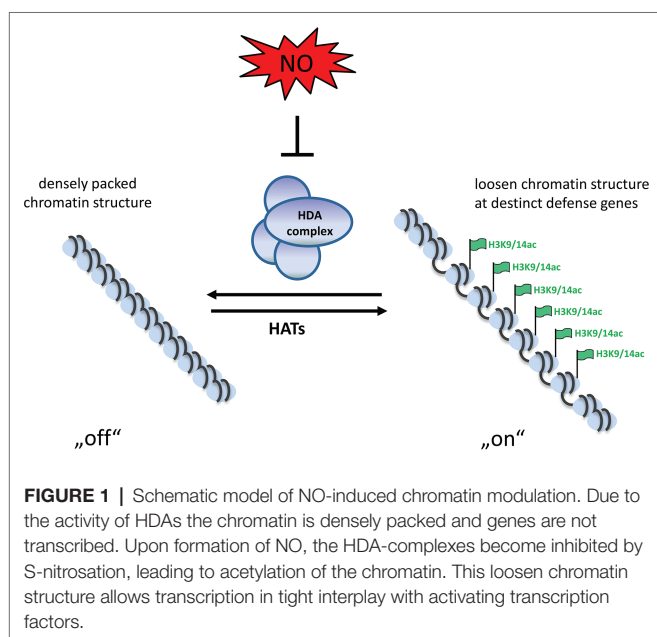 NO
densely packed
chromatin structure
HDA
complex
loosen chromatin structure
at destinct defense genes
H3K9/14ac
H3K9/14ac
H3K9/14ac
H3K9/14ac
H3K9/14ac
H3K9/14ac
HATs
„off“
„on“
FIGURE 1 | Schematic model of NO-induced chromatin modulation. Due to
the activity of HDAs the chromatin is densely packed and genes are not
transcribed. Upon formation of NO, the HDA-complexes become inhibited by
S-nitrosation, leading to acetylation of the chromatin. This loosen chromatin
structure allows transcription in tight interplay with activating transcription
factors.